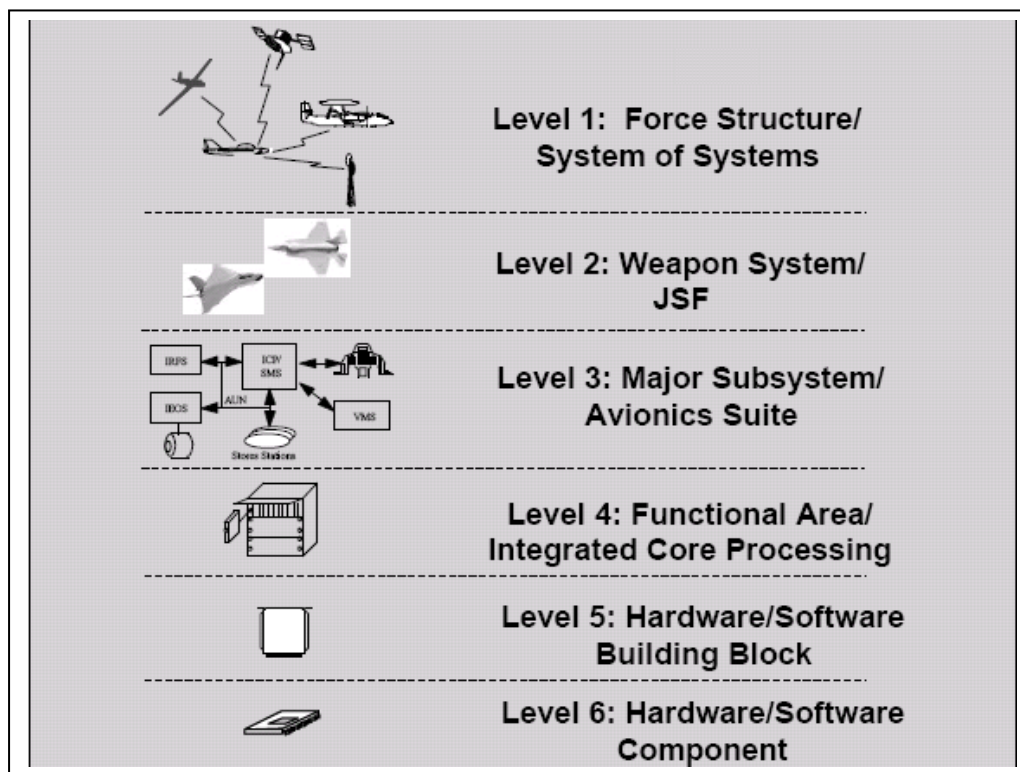 Level 1: Force Structure/
System of Systems
Level 2: Weapon System/
JSF
IRFS
ICP/
SMS
IEOS
AUN
VMS
Stores Stations
Level 3: Major Subsystem/
Avionics Suite
Level 4: Functional Area/
Integrated Core Processing
Level 5: Hardware/Software
Building Block
Level 6: Hardware/Software
Component